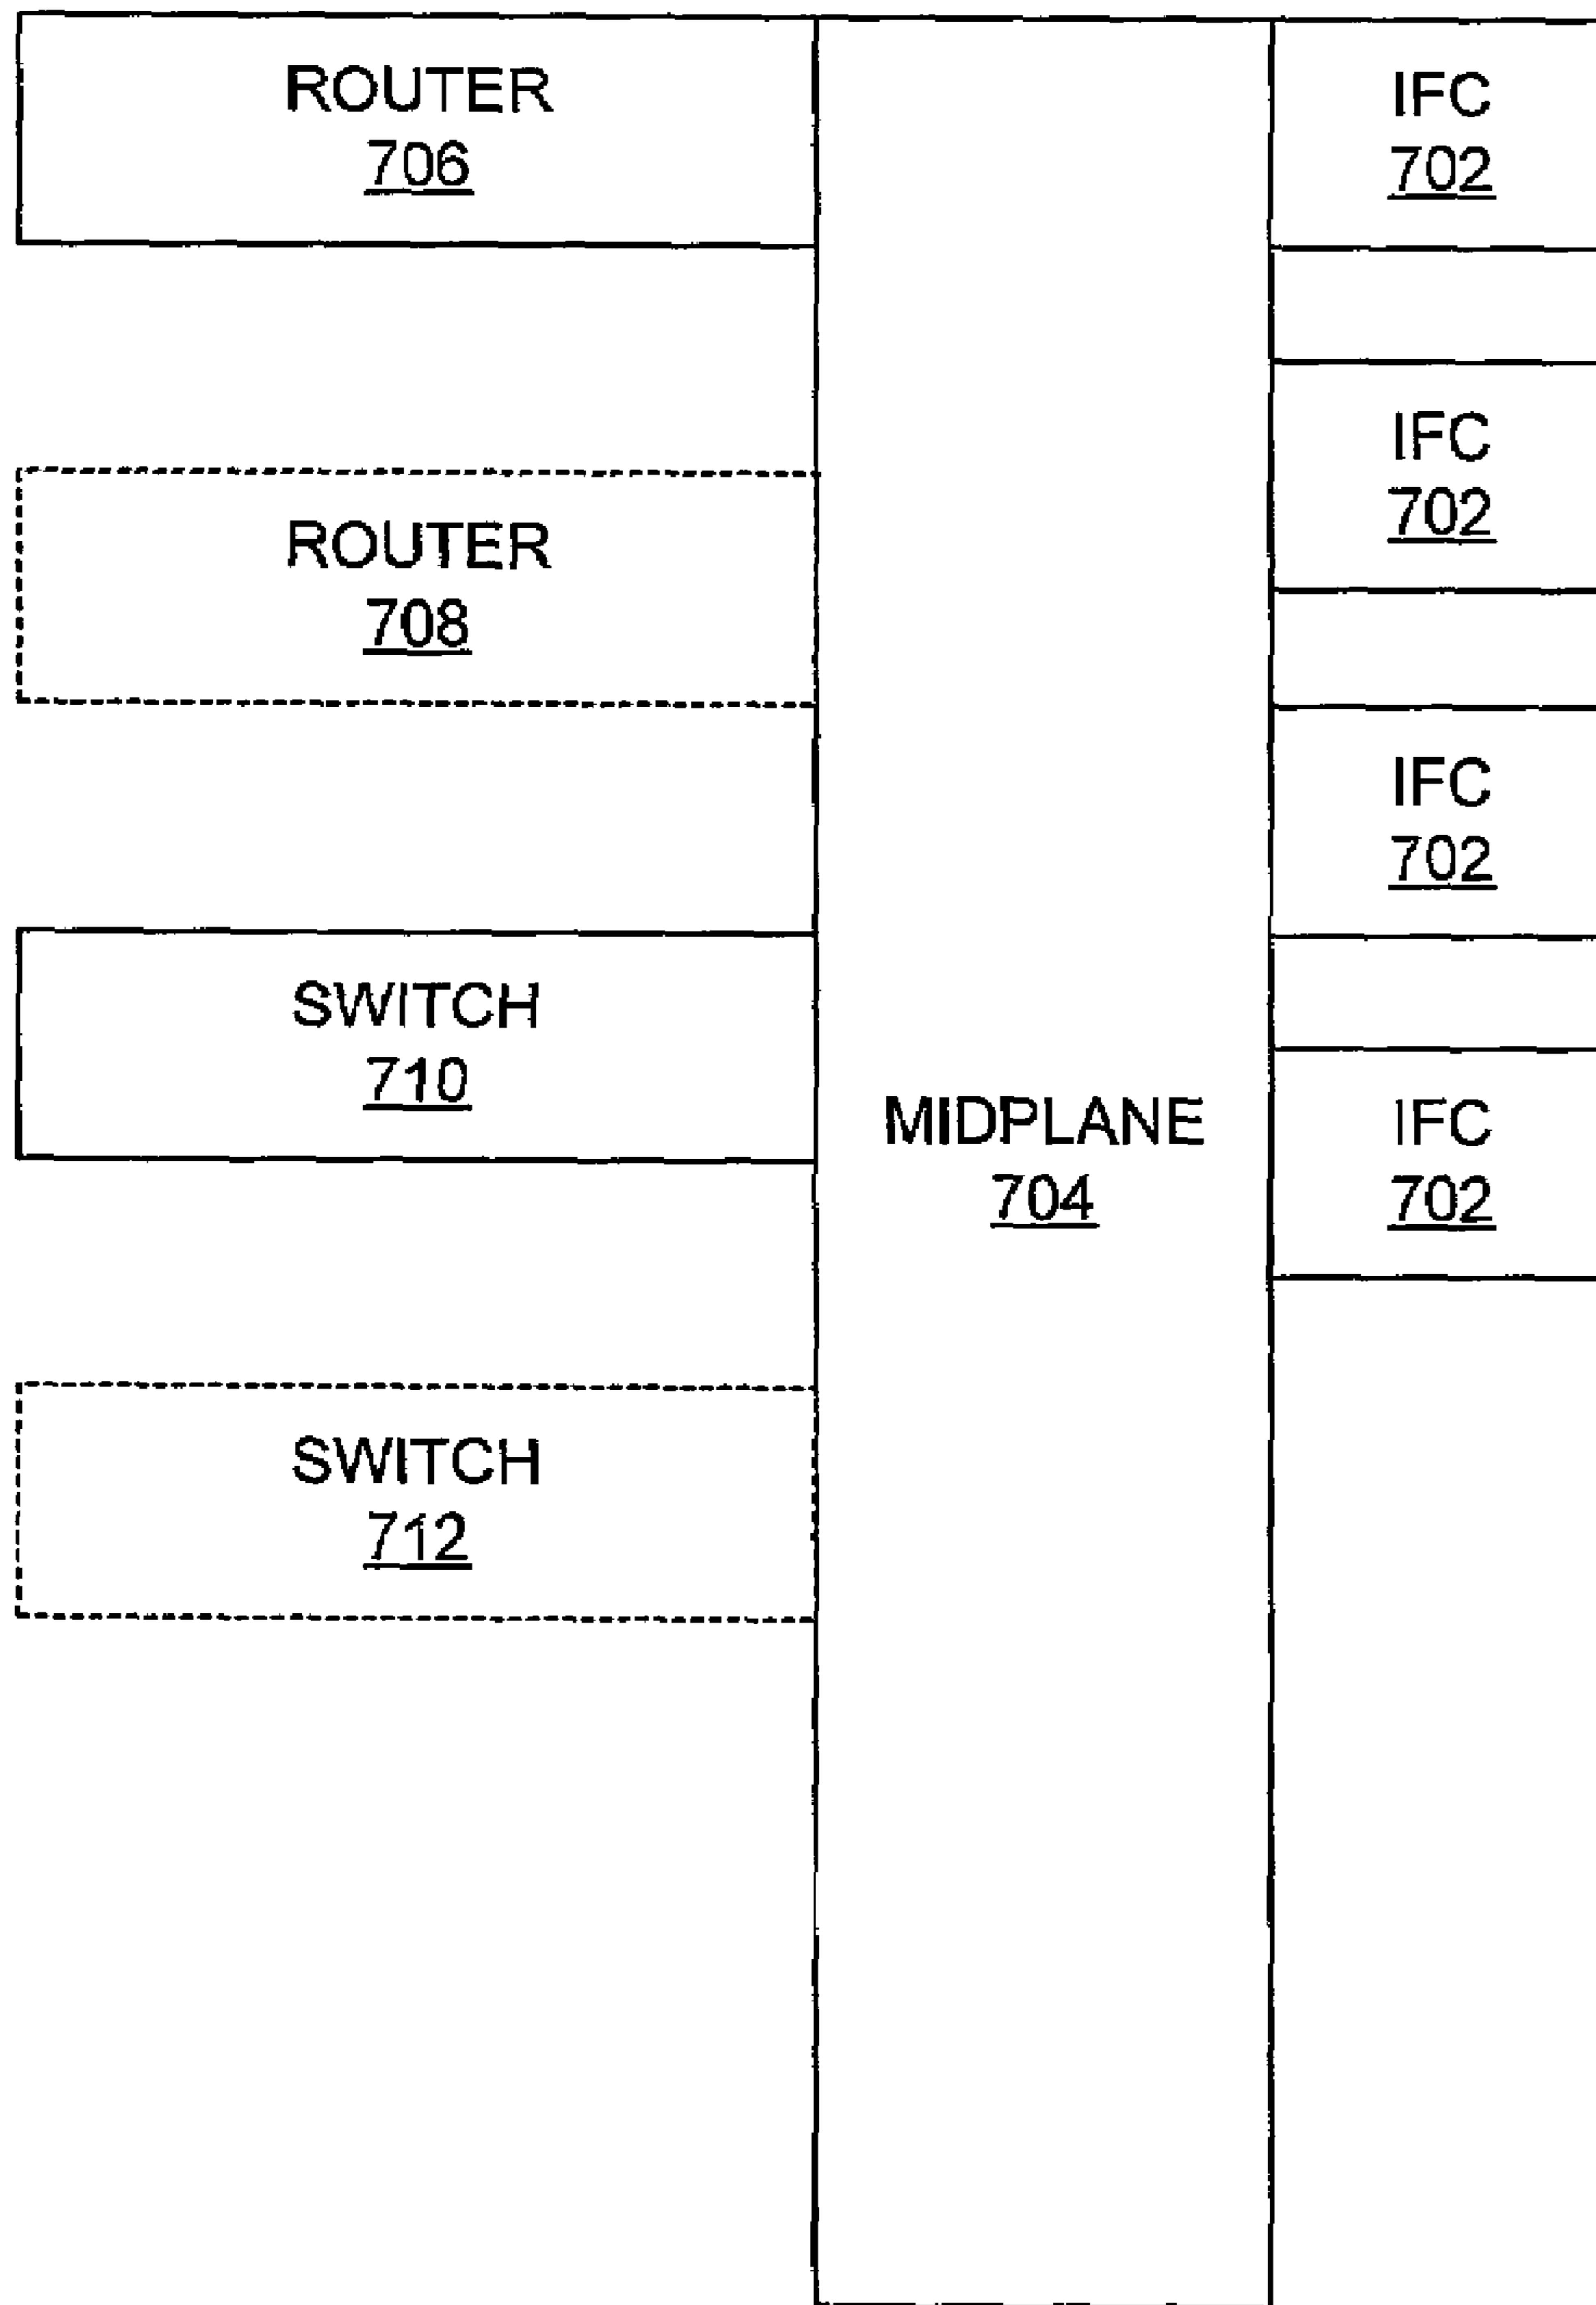 ROUTER
706
ROUTER
708
SWITCH
710
SWITCH
712
MIDPLANE
704
IFC
702
IFC
702
IFC
702
IFC
702